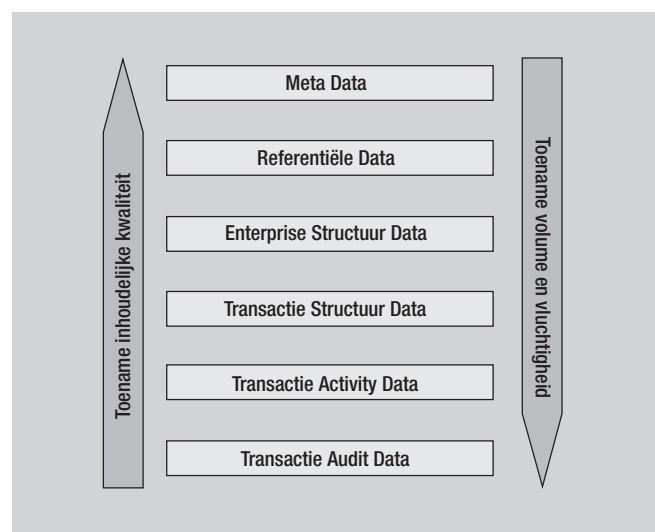 Meta Data
Referentiële Data
Enterprise Structuur Data
Transactie Structuur Data
Transactie Activity Data
Transactie Audit Data
Toename inhoudelijke kwaliteit
Toename volume en vluchtigheid